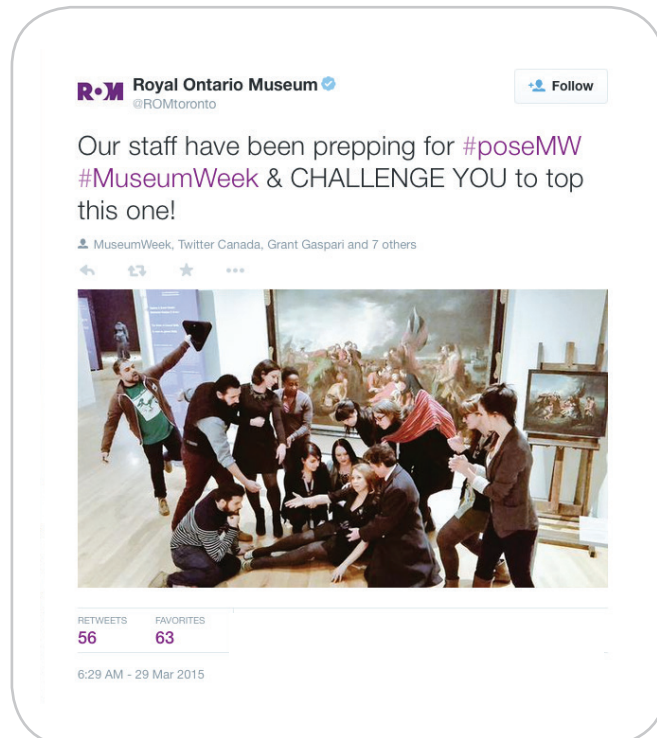 ROM Royal Ontario Museum
@ROMtoronto
Follow
Our staff have been prepping for #poseMW
#MuseumWeek & CHALLENGE YOU to top
this one!
MuseumWeek, Twitter Canada, Grant Gaspari and 7 others
RETWEETS FAVORITES
56 63
6:29 AM - 29 Mar 2015